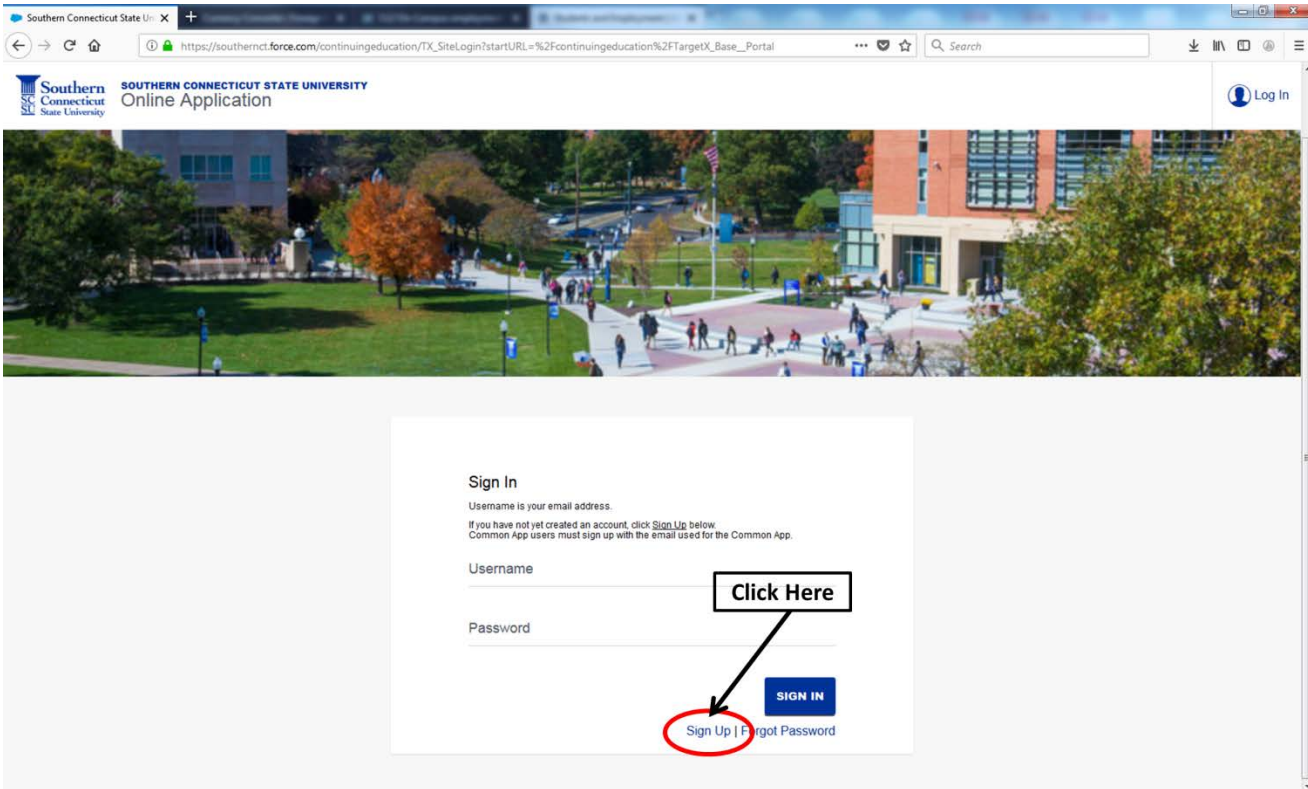 Southern Connecticut State Un
https://southernct.force.com/continuingeducation/TX_SiteLogin?startURL=%2Fcontinuingeducation%2FTargetX_Base__Portal
Search
Southern
Connecticut
State University
SC
SU
SOUTHERN CONNECTICUT STATE UNIVERSITY
Online Application
Log In
Sign In
Username is your email address.
If you have not yet created an account, click Sign Up below.
Common App users must sign up with the email used for the Common App.
Username
Click Here
Password
SIGN IN
Sign Up | Forgot Password